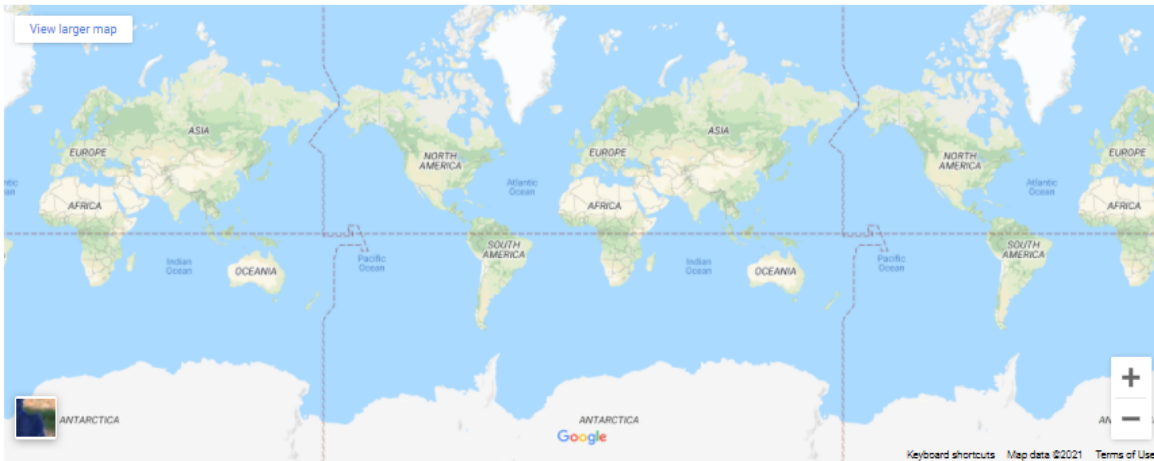 View larger map
ASIA
ASIA
EUROPE
NORTH
AMERICA
EUROPE
NORTH
AMERICA
EUROPE
Atlantic
Ocean
Atlantic
Ocean
AFRICA
AFRICA
AFRICA
SOUTH
AMERICA
SOUTH
AMERICA
Indian
Ocean
Pacific
Ocean
Indian
Ocean
Pacific
Ocean
OCEANIA
OCEANIA
ANTARCTICA
ANTARCTICA
Google
+
−
Keyboard shortcuts Map data ©2021 Terms of Use